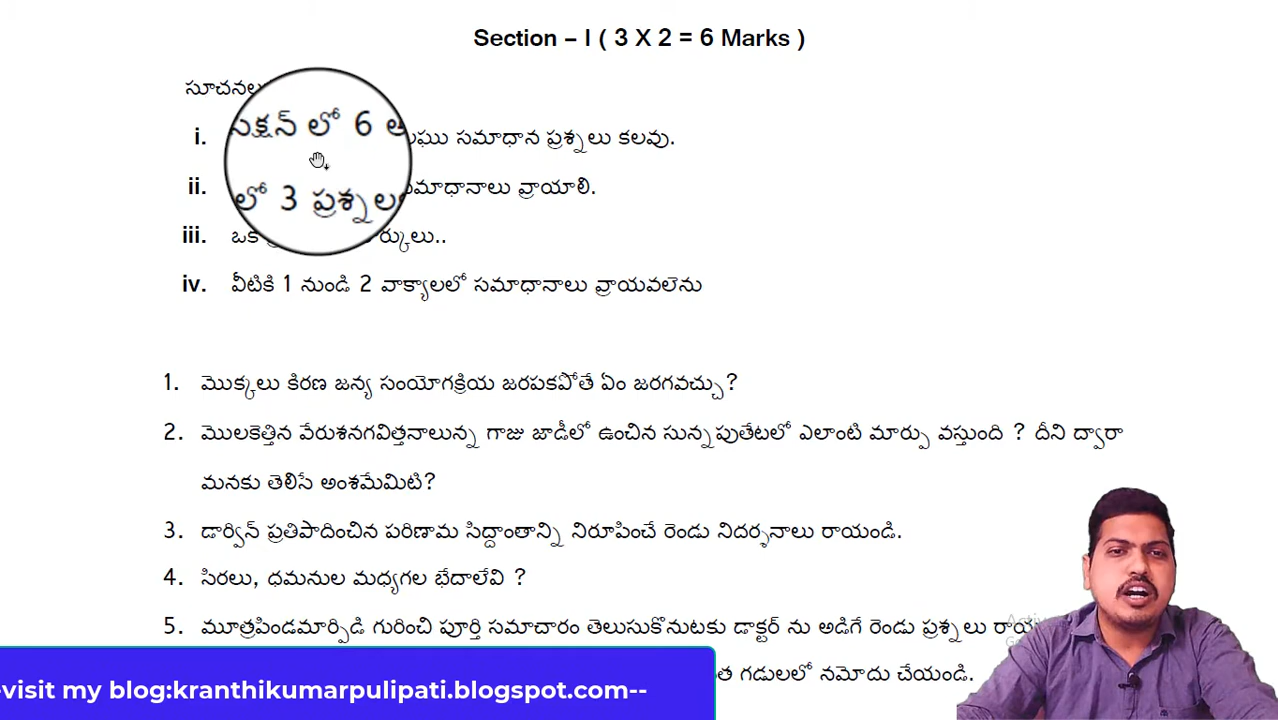 Section – I ( 3 X 2 = 6 Marks )
సూచనలు
i. సెక్షన్ లో 6 లఘు సమాధాన ప్రశ్నలు కలవు.
ii. లో 3 ప్రశ్నలకు సమాధానాలు వ్రాయాలి.
iii. ఒక మార్కులు..
iv. వీటికి 1 నుండి 2 వాక్యాలలో సమాధానాలు వ్రాయవలెను
1. మొక్కలు కిరణ జన్య సంయోగక్రియ జరపకపోతే ఏం జరగవచ్చు?
2. మొలకెత్తిన వేరుశనగవిత్తనాలున్న గాజు జాడీలో ఉంచిన సున్నపుతేటలో ఎలాంటి మార్పు వస్తుంది ? దీని ద్వారా
మనకు తెలిసే అంశమేమిటి?
3. డార్విన్ ప్రతిపాదించిన పరిణామ సిద్దాంతాన్ని నిరూపించే రెండు నిదర్శనాలు రాయండి.
4. సిరలు, ధమనుల మధ్యగల భేదాలేవి ?
5. మూత్రపిండమార్పిడి గురించి పూర్తి సమాచారం తెలుసుకొనుటకు డాక్టర్ ను అడిగే రెండు ప్రశ్నలు
గడులలో నమోదు చేయండి.
visit my blog:kranthikumarpulipati.blogspot.com--